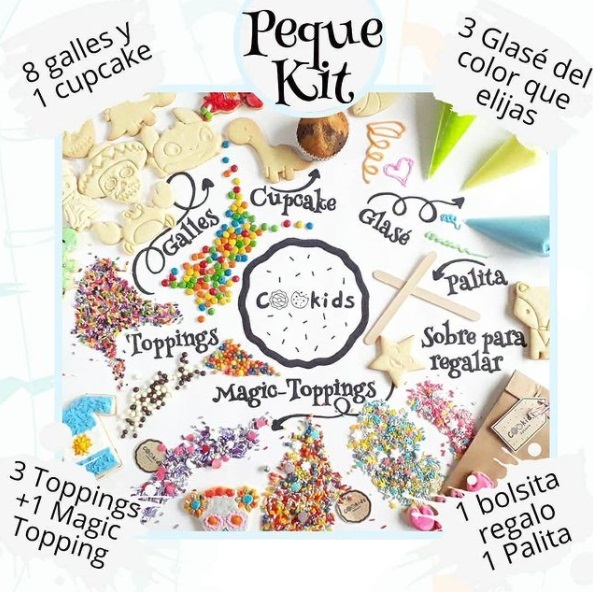 Peque
Kit
8 galles y
1 cupcake
3 Glasé del
color que
elijas
Galles
Cupcake
Glasé
Palita
Cookids
Toppings
Sobre para
regalar
Magic-Toppings
3 Toppings
+1 Magic
Topping
1 bolsita
regalo
1 Palita